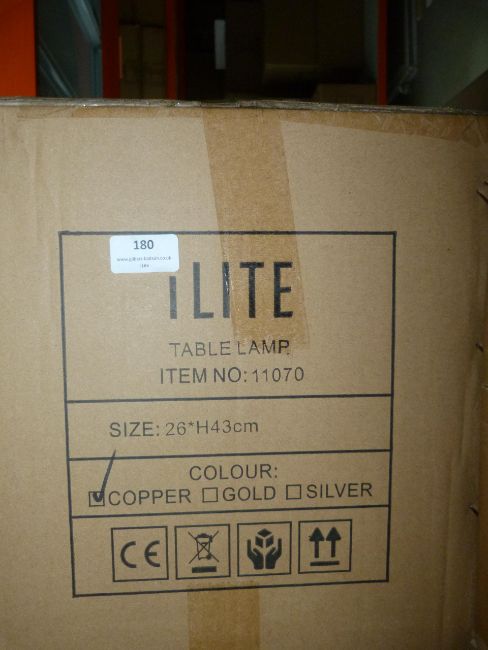 180
iLITE
TABLE LAMP
ITEM NO: 11070
SIZE: 26*H43cm
COLOUR:
COPPER GOLD SILVER
CE